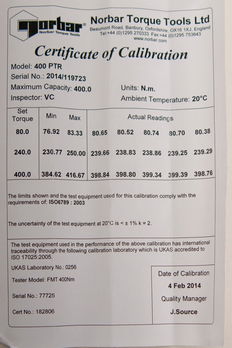 norbar
Norbar Torque Tools
Norbar Torque Tools Ltd
Beaumont Road, Banbury, Oxfordshire, OX16 1XJ, England
Tel +44 (0)1295 270333 Fax +44 (0)1295 753643
www.norbar.com
Certificate of Calibration
Model: 400 PTR
Serial No.: 2014/119723
Maximum Capacity: 400.0 Units: N.m.
Inspector: VC Ambient Temperature: 20°C
Set Torque Min Max Actual Readings
80.0 76.92 83.33 80.65 80.52 80.74 80.70 80.38
240.0 230.77 250.00 239.66 238.83 238.86 239.25 239.29
400.0 384.62 416.67 398.84 398.80 399.34 399.39 398.76
The limits shown and the test equipment used for this calibration comply with the
requirements of: ISO6789 : 2003
The uncertainty of the test equipment at 20°C is < ± 1% k = 2.
The test equipment used in the performance of the above calibration has international
traceability through the following calibration laboratory which is UKAS accredited to
ISO 17025:2005.
UKAS Laboratory No.: 0256
Tester Model: FMT 400Nm
Serial No.: 77725
Cert No.: 182806
Date of Calibration
4 Feb 2014
Quality Manager
J.Source